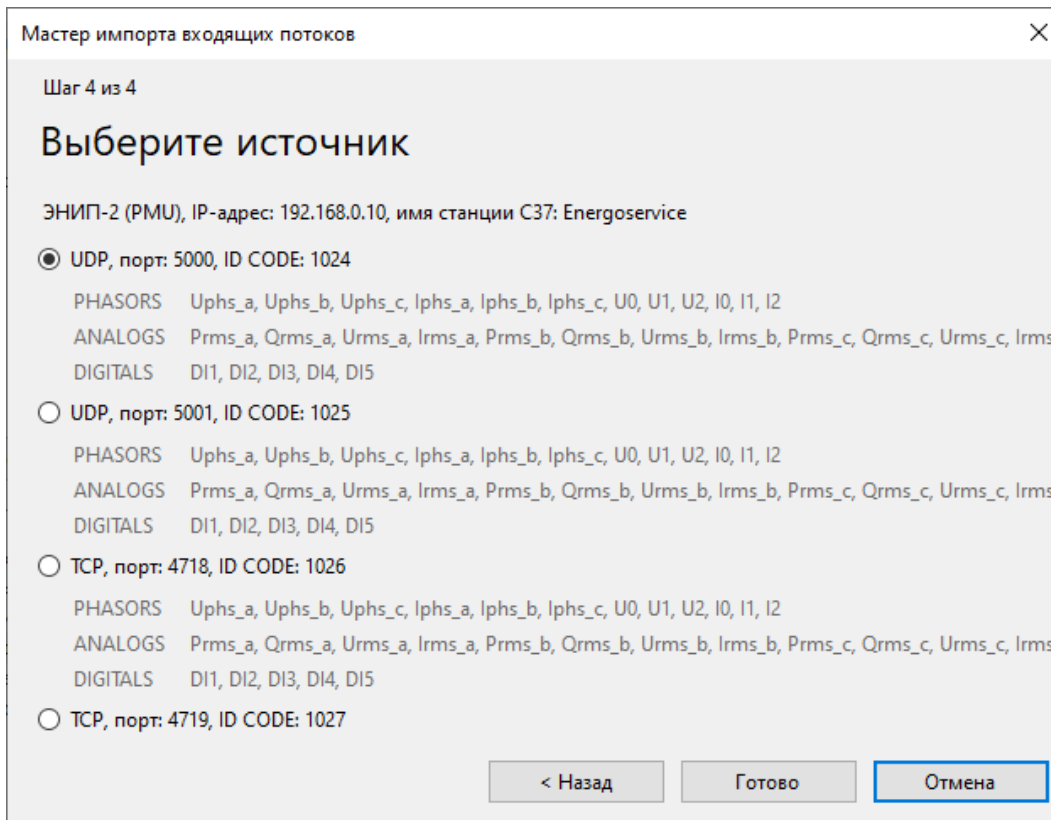 Мастер импорта входящих потоков
Шаг 4 из 4
Выберите источник
ЭНИП-2 (PMU), IP-адрес: 192.168.0.10, имя станции C37: Energoservice
UDP, порт: 5000, ID CODE: 1024
PHASORS Uphs_a, Uphs_b, Uphs_c, Iphs_a, Iphs_b, Iphs_c, U0, U1, U2, I0, I1, I2
ANALOGS Prms_a, Qrms_a, Urms_a, Irms_a, Prms_b, Qrms_b, Urms_b, Irms_b, Prms_c, Qrms_c, Urms_c, Irms
DIGITALS DI1, DI2, DI3, DI4, DI5
UDP, порт: 5001, ID CODE: 1025
PHASORS Uphs_a, Uphs_b, Uphs_c, Iphs_a, Iphs_b, Iphs_c, U0, U1, U2, I0, I1, I2
ANALOGS Prms_a, Qrms_a, Urms_a, Irms_a, Prms_b, Qrms_b, Urms_b, Irms_b, Prms_c, Qrms_c, Urms_c, Irms
DIGITALS DI1, DI2, DI3, DI4, DI5
TCP, порт: 4718, ID CODE: 1026
PHASORS Uphs_a, Uphs_b, Uphs_c, Iphs_a, Iphs_b, Iphs_c, U0, U1, U2, I0, I1, I2
ANALOGS Prms_a, Qrms_a, Urms_a, Irms_a, Prms_b, Qrms_b, Urms_b, Irms_b, Prms_c, Qrms_c, Urms_c, Irms
DIGITALS DI1, DI2, DI3, DI4, DI5
TCP, порт: 4719, ID CODE: 1027
< Назад Готово Отмена